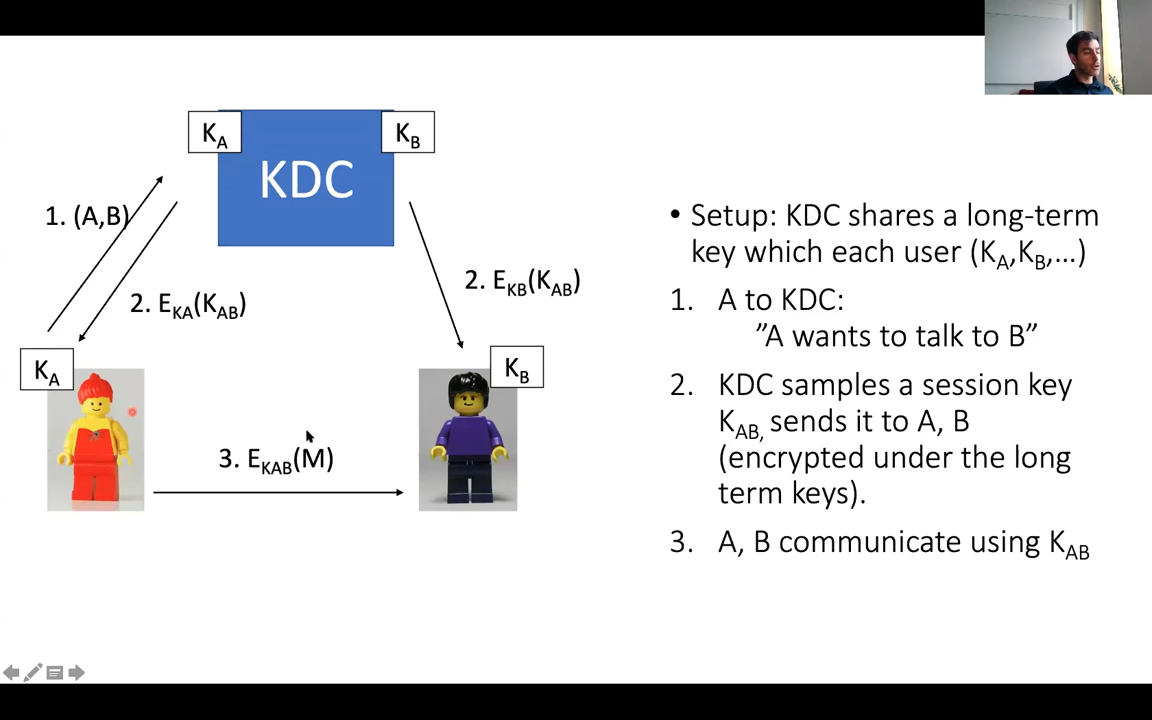 K_A
K_B
KDC
1. (A,B)
2. E_KA(K_AB)
2. E_KB(K_AB)
K_A
K_B
3. E_KAB(M)
• Setup: KDC shares a long-term
key which each user (K_A,K_B,…)
1. A to KDC:
”A wants to talk to B”
2. KDC samples a session key
K_AB, sends it to A, B
(encrypted under the long
term keys).
3. A, B communicate using K_AB